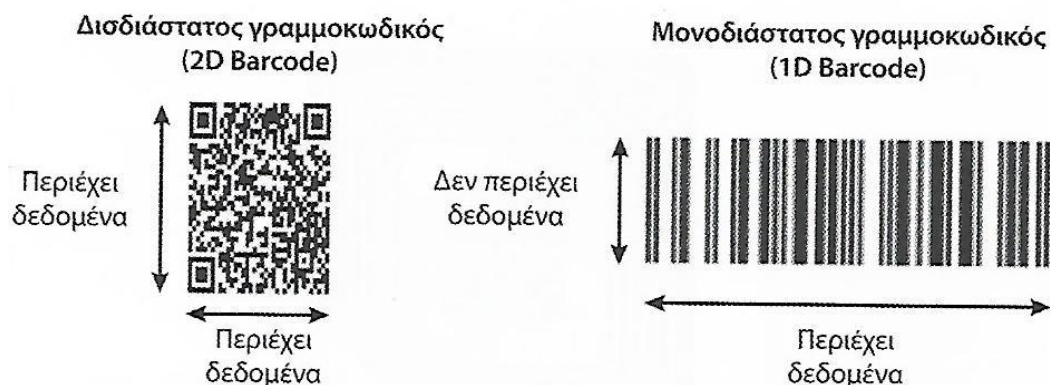 Δισδιάστατος γραμμοκωδικός
(2D Barcode)
Περιέχει
δεδομένα
Περιέχει
δεδομένα
Μονοδιάστατος γραμμοκωδικός
(1D Barcode)
Δεν περιέχει
δεδομένα
Περιέχει
δεδομένα